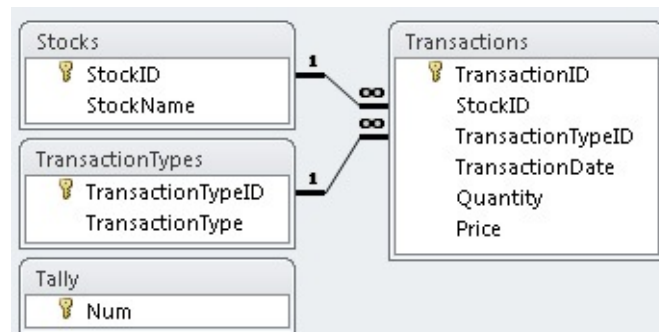 Stocks
StockID
StockName
TransactionTypes
TransactionTypeID
TransactionType
Tally
Num
1
∞
∞
1
Transactions
TransactionID
StockID
TransactionTypeID
TransactionDate
Quantity
Price